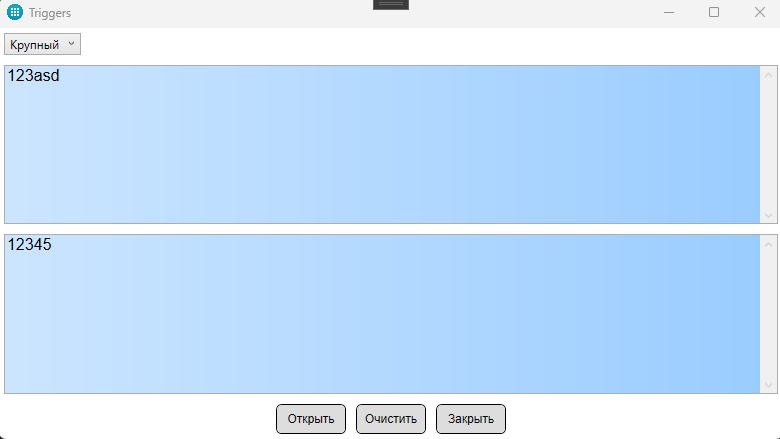 Triggers
Крупный
123asd
12345
Открыть Очистить Закрыть